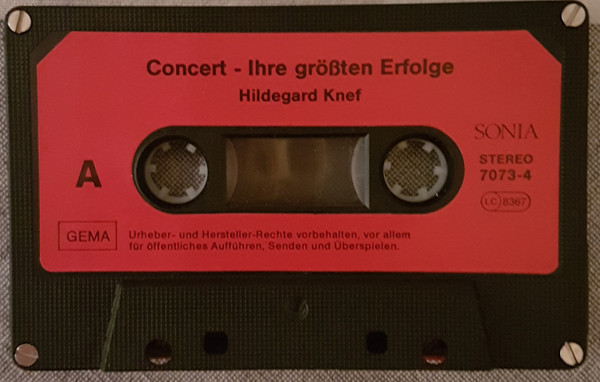 Concert - Ihre größten Erfolge
Hildegard Knef
SONIA
A
STEREO
7073-4
LC 8367
GEMA
Urheber- und Hersteller-Rechte vorbehalten, vor allem
für öffentliches Aufführen, Senden und Überspielen.